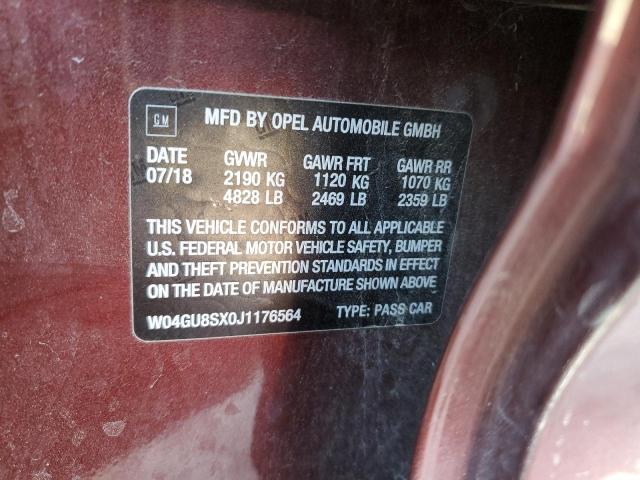 GM MFD BY OPEL AUTOMOBILE GMBH
DATE GVWR GAWR FRT GAWR RR
07/18 2190 KG 1120 KG 1070 KG
4828 LB 2469 LB 2359 LB
THIS VEHICLE CONFORMS TO ALL APPLICABLE
U.S. FEDERAL MOTOR VEHICLE SAFETY, BUMPER
AND THEFT PREVENTION STANDARDS IN EFFECT
ON THE DATE OF MANUFACTURE SHOWN ABOVE
W04GU8SX0J1176564 TYPE: PASS CAR